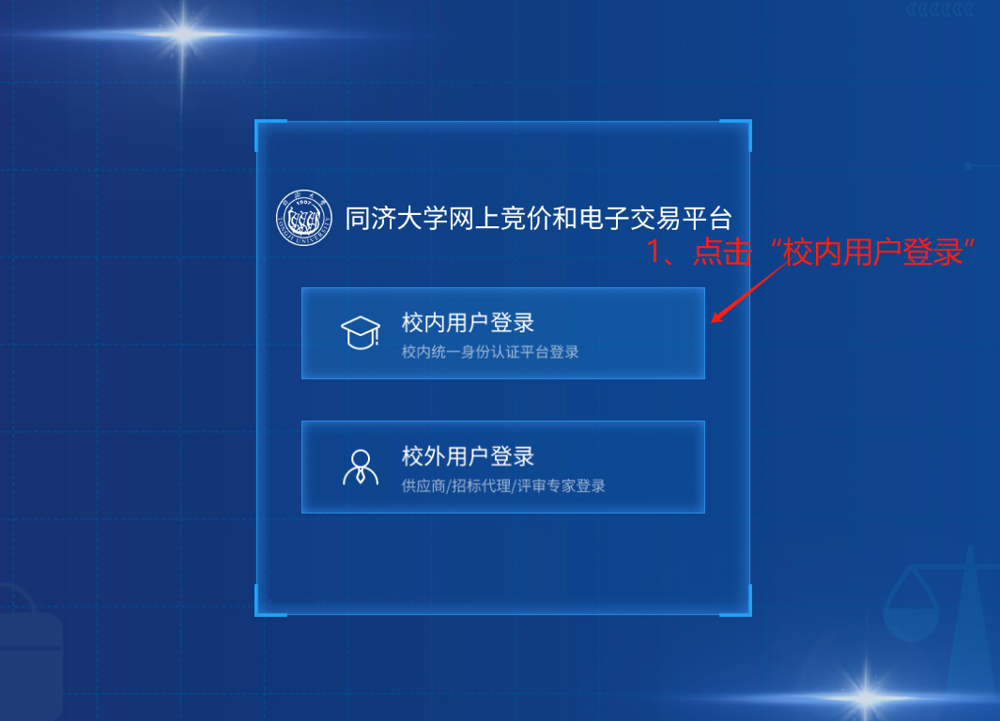 1907
TONGJI UNIVERSITY
同济大学网上竞价和电子交易平台
1、点击“校内用户登录”
校内用户登录
校内统一身份认证平台登录
校外用户登录
供应商/招标代理/评审专家登录